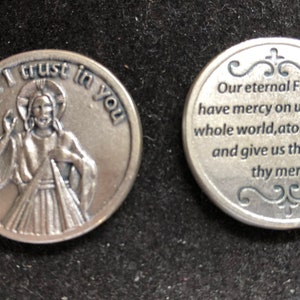 I trust in you
Our eternal F
have mercy on u
whole world, ato
and give us th
thy mer